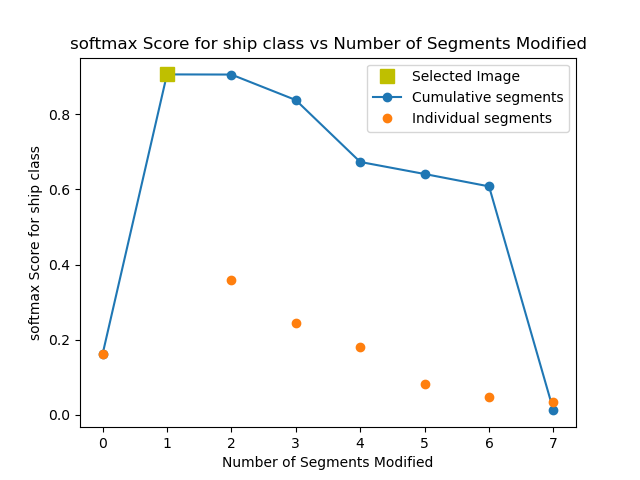 softmax Score for ship class vs Number of Segments Modified
Selected Image
Cumulative segments
Individual segments
softmax Score for ship class
0.8
0.6
0.4
0.2
0.0
0 1 2 3 4 5 6 7
Number of Segments Modified